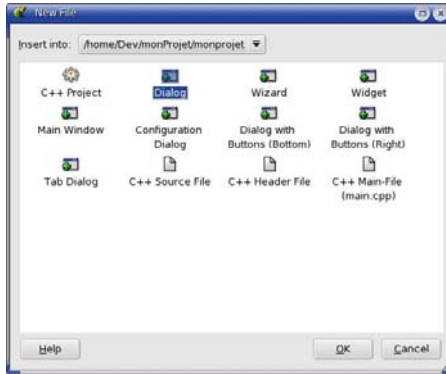 New File
Insert into: /home/Dev/monProjet/monprojet
C++ Project Dialog Wizard Widget
Main Window Configuration Dialog Dialog with Buttons (Bottom) Dialog with Buttons (Right)
Tab Dialog C++ Source File C++ Header File C++ Main-File (main.cpp)
Help OK Cancel